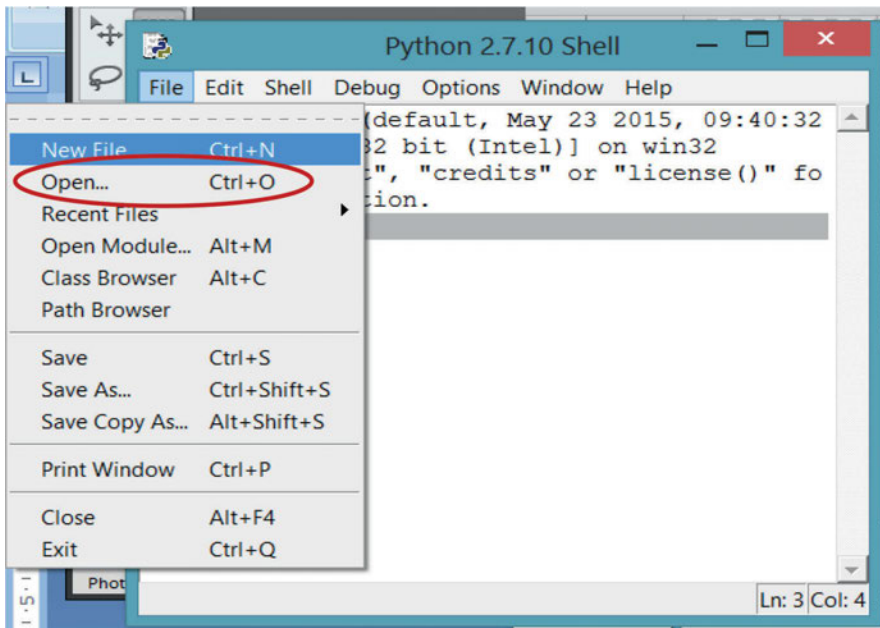 Python 2.7.10 Shell
File Edit Shell Debug Options Window Help
(default, May 23 2015, 09:40:32
32 bit (Intel)] on win32
", "credits" or "license()" fo
tion.
New File Ctrl+N
Open... Ctrl+O
Recent Files
Open Module... Alt+M
Class Browser Alt+C
Path Browser
Save Ctrl+S
Save As... Ctrl+Shift+S
Save Copy As... Alt+Shift+S
Print Window Ctrl+P
Close Alt+F4
Exit Ctrl+Q
Phot
5
Ln: 3 Col: 4